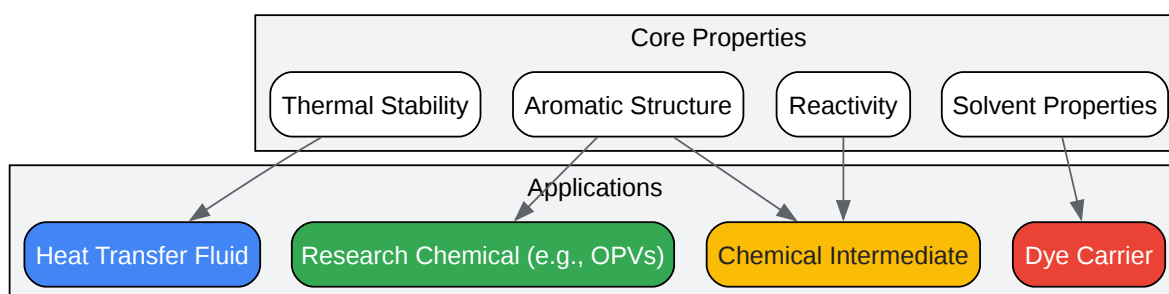 Core Properties
Thermal Stability
Aromatic Structure
Reactivity
Solvent Properties
Applications
Heat Transfer Fluid
Research Chemical (e.g., OPVs)
Chemical Intermediate
Dye Carrier